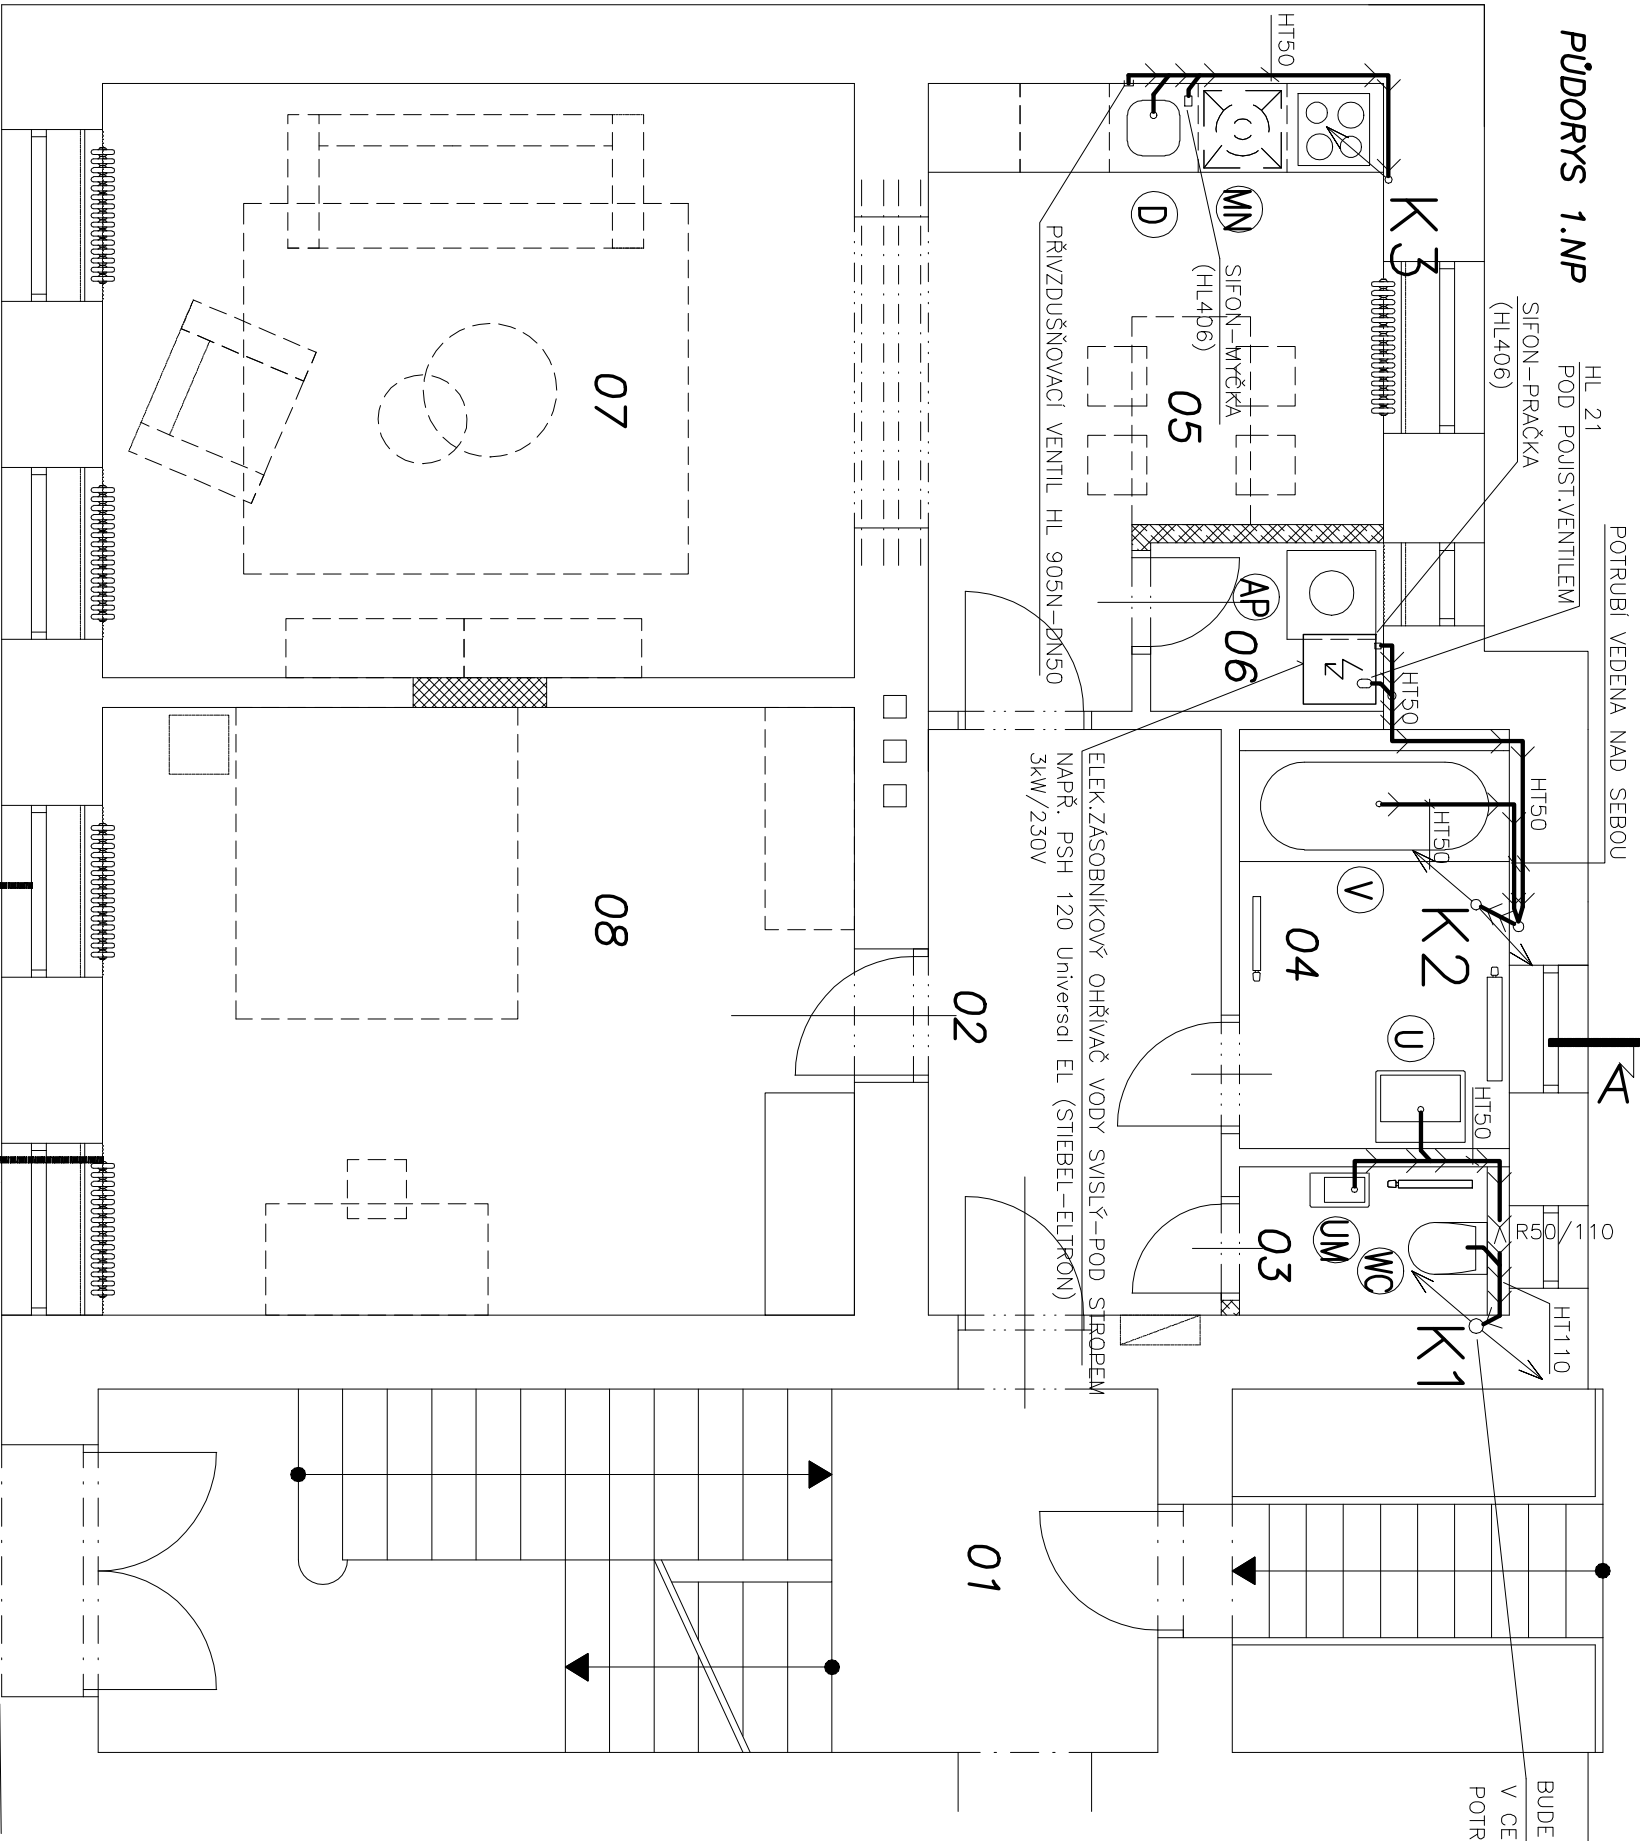 PŮDORYS 1.NP
POTRUBÍ VEDENA NAD SEBOU
HL 21
POD POJIST.VENTILEM
SIFON-PRAČKA
(HL406)
HT50
K3
MN
D
SIFON-MYČKA
(HL406)
PŘIVZDUŠŇOVACÍ VENTIL HL 905N-DN50
05
AP
06
HT50
HT50
HT50
V
K2
04
U
A
HT50
R50/110
UM
WC
03
HT110
K1
ELEK.ZÁSOBNÍKOVÝ OHŘÍVAČ VODY SVISLÝ-POD STROPEM
NAPŘ. PSH 120 Universal EL (STIEBEL-ELTRON)
3kW/230V
02
07
08
01
BUDE
V CE
POTR